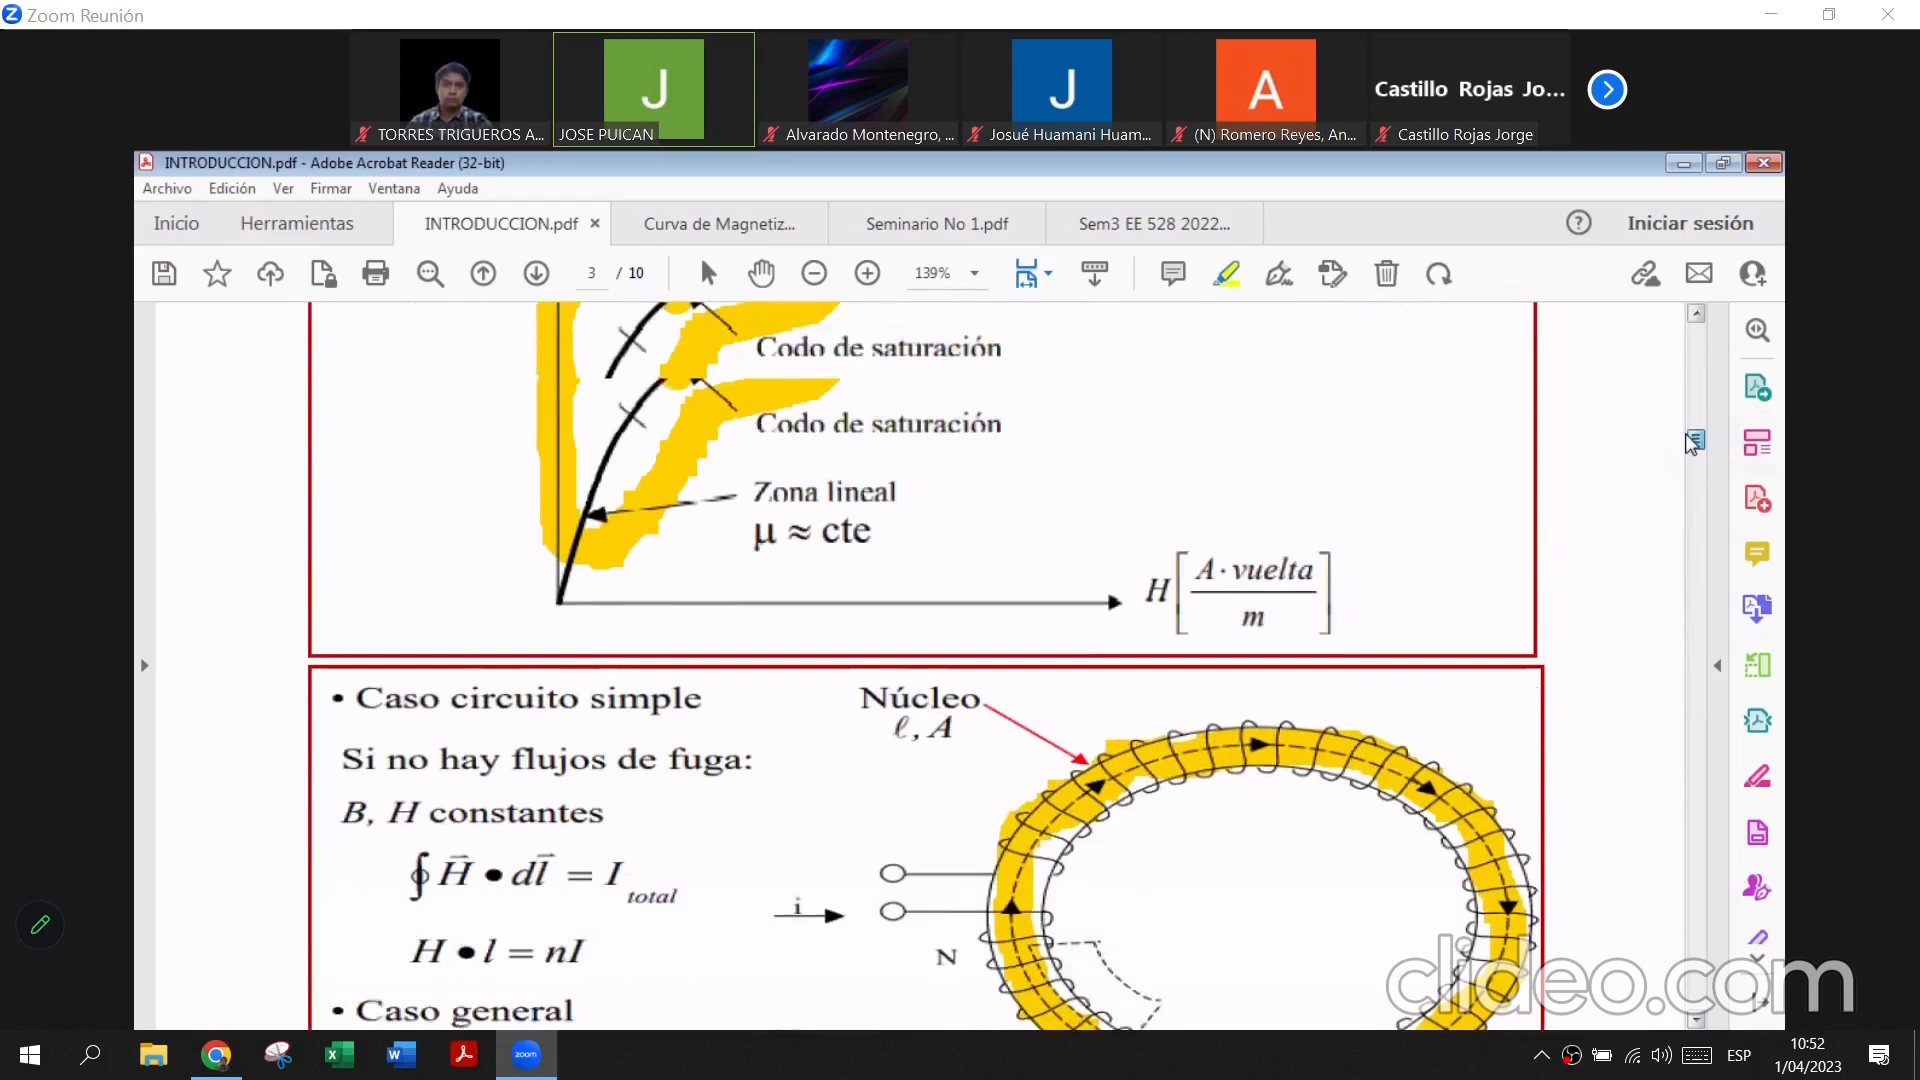 Zoom Reunión
J
J
A
Castillo Rojas Jo...
TORRES TRIGUEROS A...
JOSE PUICAN
Alvarado Montenegro, ...
Josué Huamani Huam...
(N) Romero Reyes, An...
Castillo Rojas Jorge
INTRODUCCION.pdf - Adobe Acrobat Reader (32-bit)
Archivo Edición Ver Firmar Ventana Ayuda
Inicio Herramientas INTRODUCCION.pdf × Curva de Magnetiz... Seminario No 1.pdf Sem3 EE 528 2022... Iniciar sesión
3 / 10 139%
Codo de saturación
Codo de saturación
Zona lineal
μ ≈ cte
H [A · vuelta / m]
• Caso circuito simple
Núcleo
ℓ, A
Si no hay flujos de fuga:
B, H constantes
∮ H̄ • dl̄ = I total
i
H • l = nI
N
• Caso general
clideo.com
zoom
ESP
10:52
1/04/2023